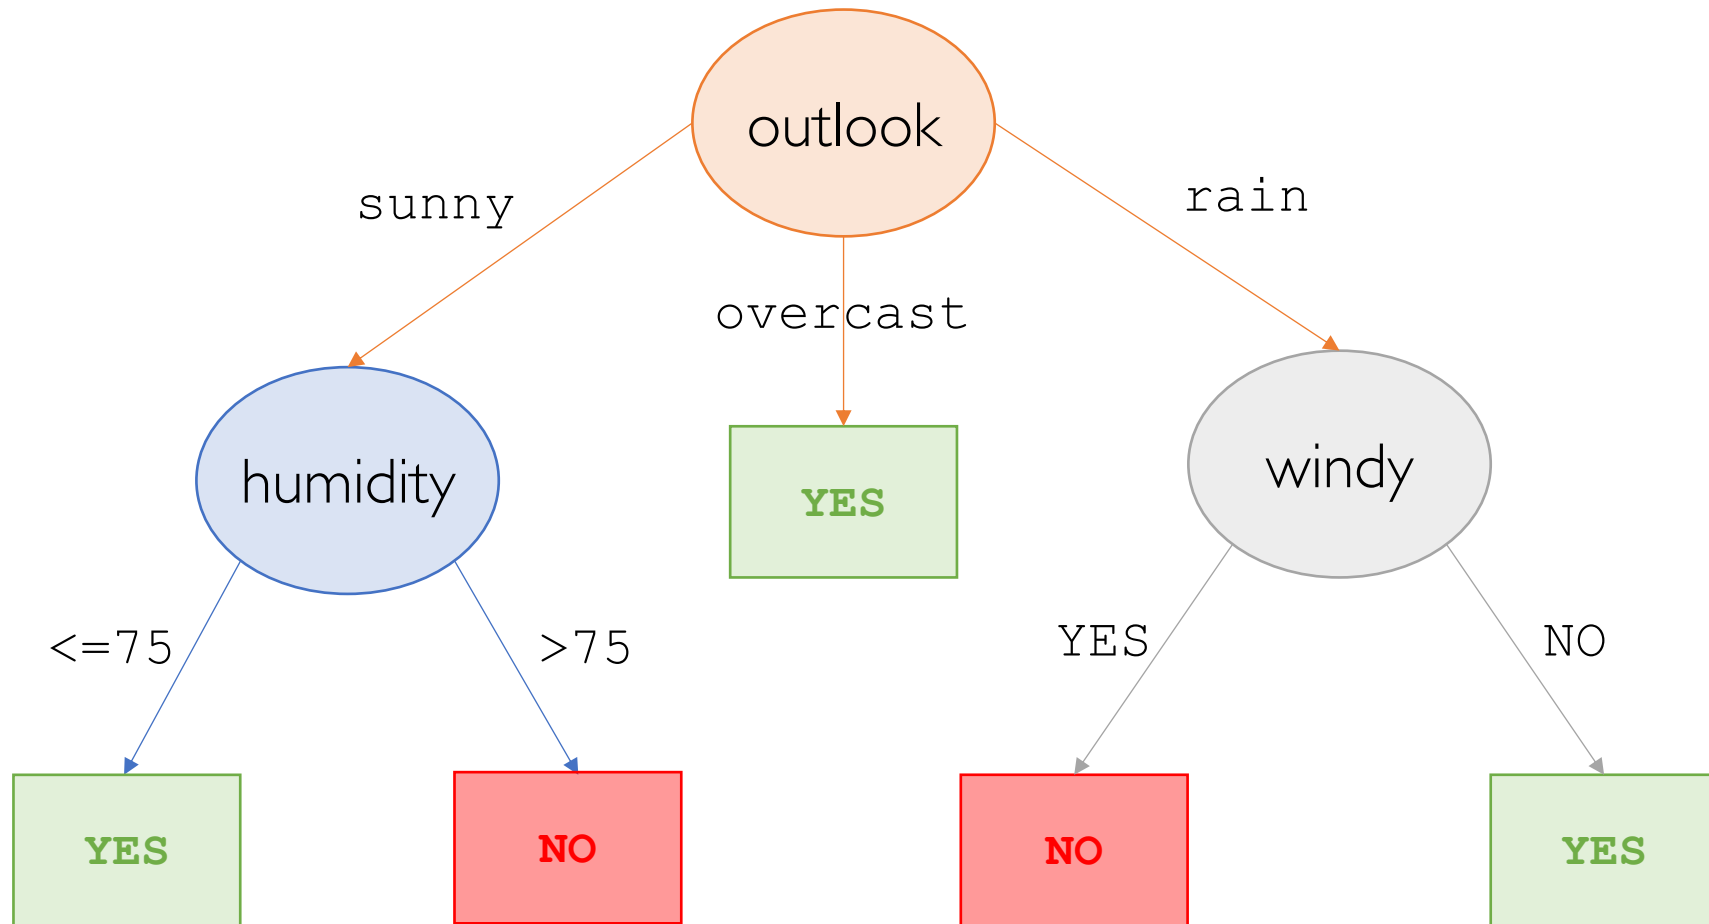 outlook
sunny
rain
overcast
humidity
YES
windy
<=75
>75
YES
NO
YES
NO
NO
YES